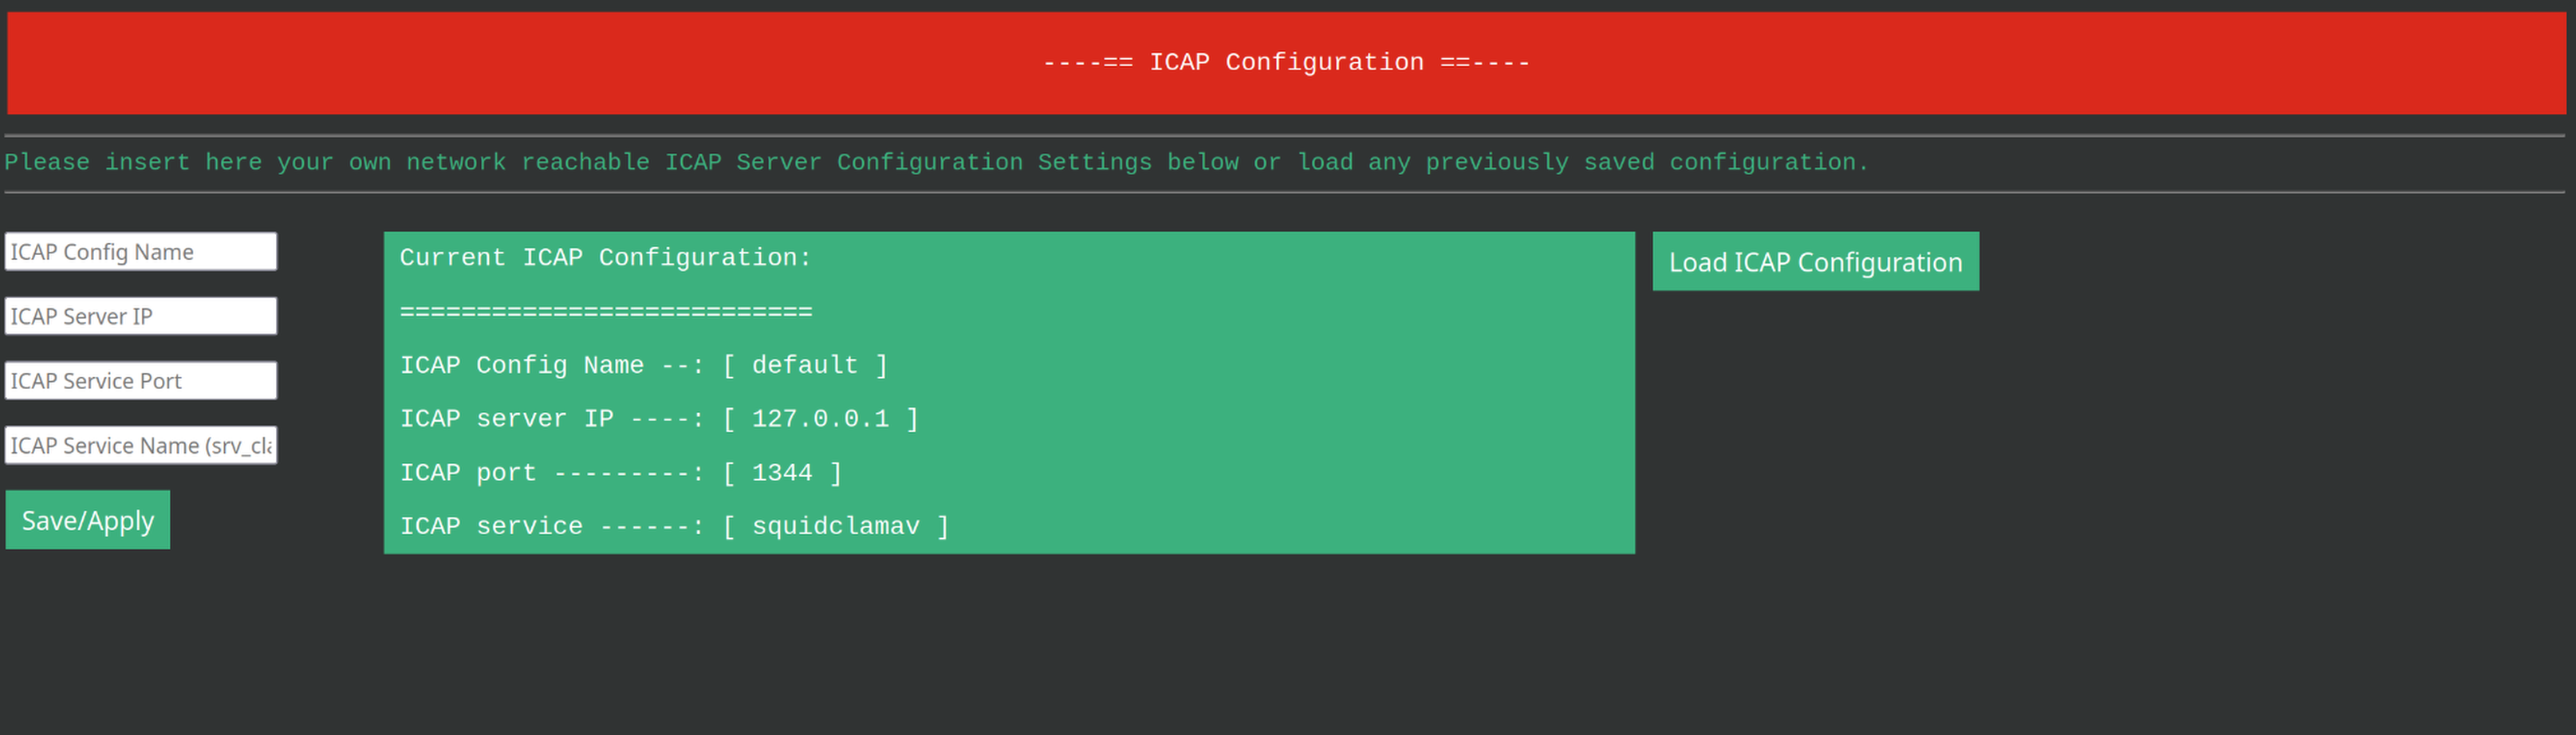 ----== ICAP Configuration ==----
Please insert here your own network reachable ICAP Server Configuration Settings below or load any previously saved configuration.
ICAP Config Name
ICAP Server IP
ICAP Service Port
ICAP Service Name (srv_cla
Save/Apply
Current ICAP Configuration:
===========================
ICAP Config Name --: [ default ]
ICAP server IP ----: [ 127.0.0.1 ]
ICAP port ---------: [ 1344 ]
ICAP service ------: [ squidclamav ]
Load ICAP Configuration